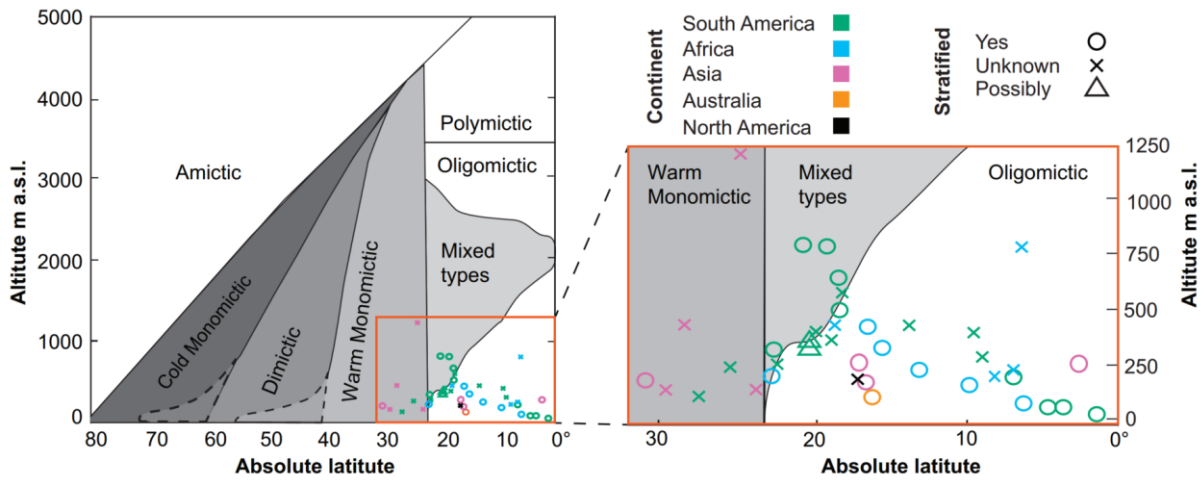 5000
4000
3000
2000
1000
0
Altitute m a.s.l.
Amictic
Cold Monomictic
Dimictic
Warm Monomictic
Polymictic
Oligomictic
Mixed types
80
70
60
50
40
30
20
10
0°
Absolute latitute
Continent
South America
Africa
Asia
Australia
North America
Stratified
Yes
Unknown
Possibly
Warm
Monomictic
Mixed
types
Oligomictic
1250
1000
750
500
250
0
Altitute m a.s.l.
30
20
10
0°
Absolute latitute